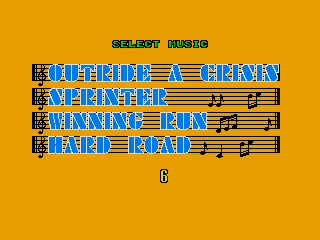 SELECT MUSIC
OUTRIDE A CRISIS
SPRINTER
WINNING RUN
HARD ROAD
6